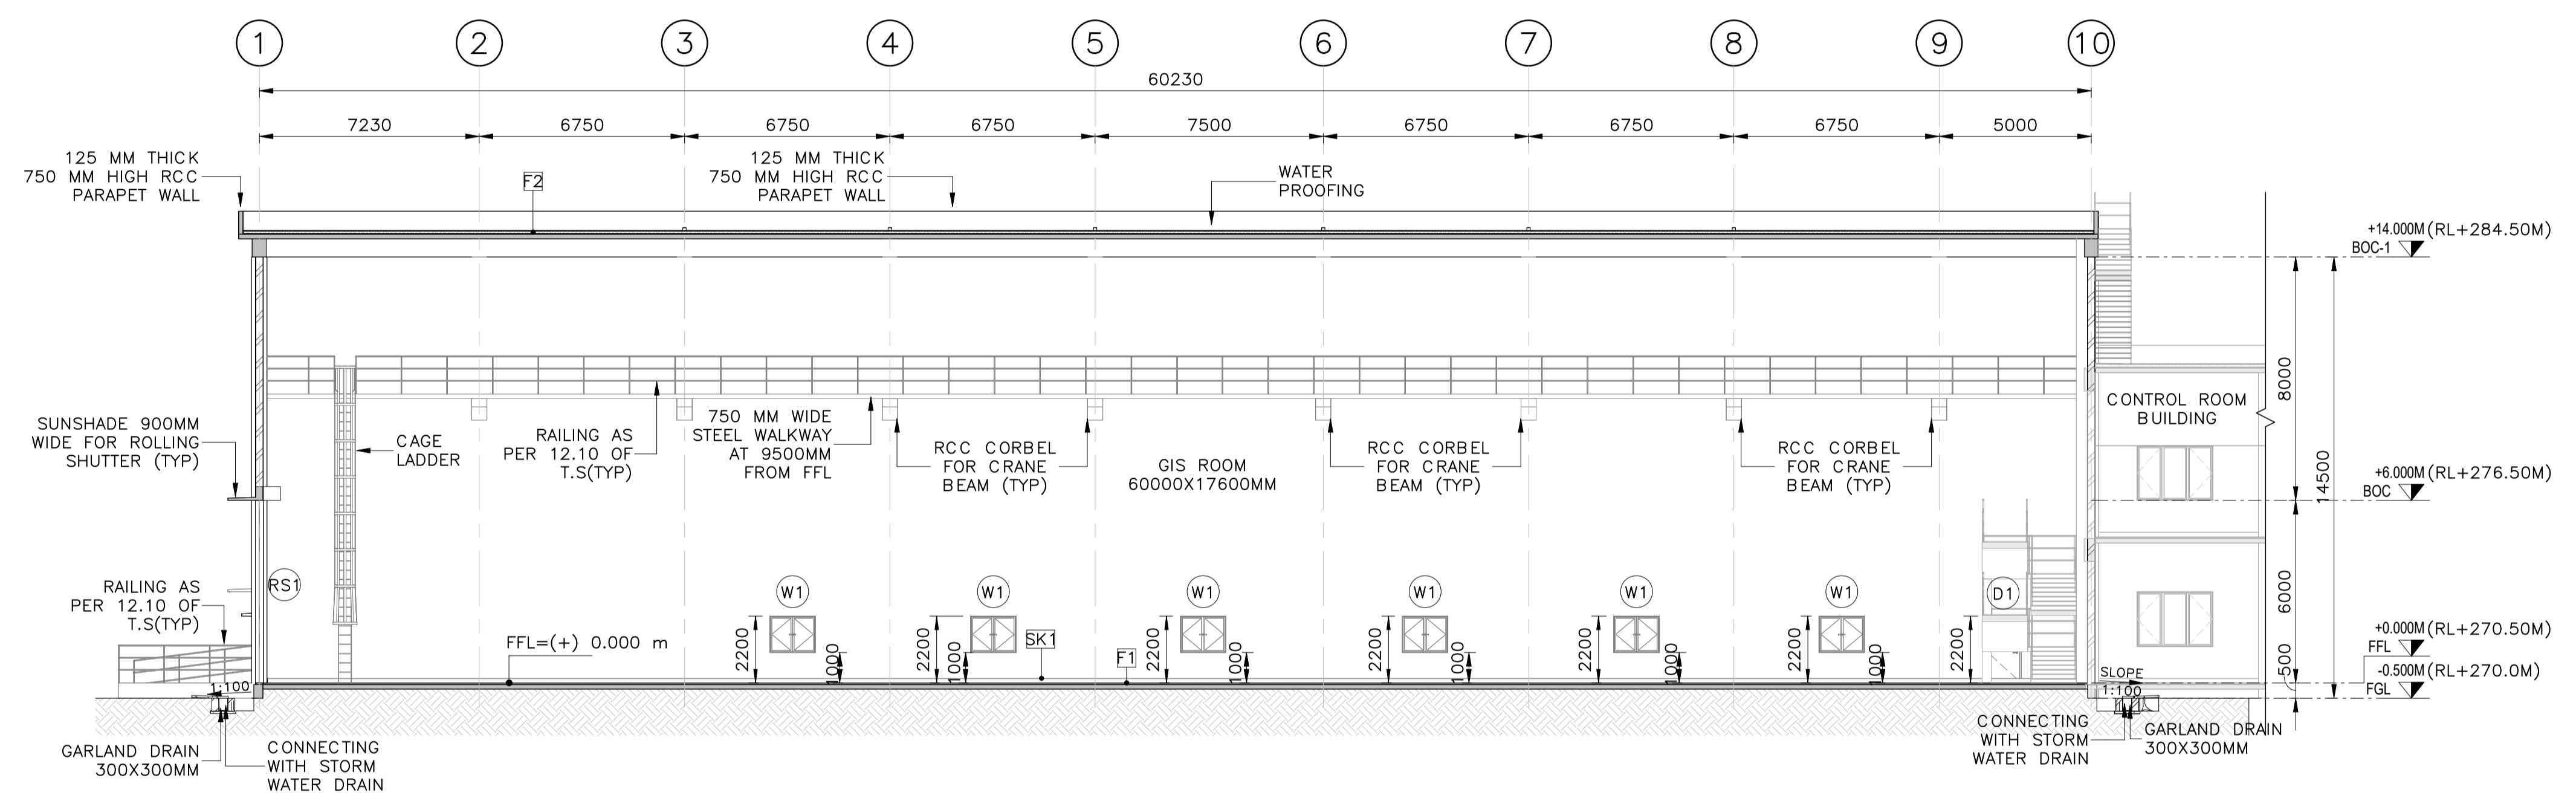 1 2 3 4 5 6 7 8 9 10
60230
7230 6750 6750 6750 7500 6750 6750 6750 5000
125 MM THICK
750 MM HIGH RCC
PARAPET WALL
F2
125 MM THICK
750 MM HIGH RCC
PARAPET WALL
WATER
PROOFING
+14.000M (RL+284.50M)
BOC-1
SUNSHADE 900MM
WIDE FOR ROLLING
SHUTTER (TYP)
CAGE
LADDER
RAILING AS
PER 12.10 OF
T.S(TYP)
750 MM WIDE
STEEL WALKWAY
AT 9500MM
FROM FFL
RCC CORBEL
FOR CRANE
BEAM (TYP)
GIS ROOM
60000X17600MM
RCC CORBEL
FOR CRANE
BEAM (TYP)
RCC CORBEL
FOR CRANE
BEAM (TYP)
CONTROL ROOM
BUILDING
8000
14500
+6.000M (RL+276.50M)
BOC
RAILING AS
PER 12.10 OF
T.S(TYP)
RS1
W1 W1 W1 W1 W1 W1 D1
6000
FFL=(+) 0.000 m
2200 1000 2200 1000 2200 1000 2200 1000 2200 1000 2200 1000 2200
SK1
F1
+0.000M (RL+270.50M)
FFL
500
-0.500M (RL+270.0M)
FGL
1:100
SLOPE
1:100
GARLAND DRAIN
300X300MM
CONNECTING
WITH STORM
WATER DRAIN
CONNECTING
WITH STORM
WATER DRAIN
GARLAND DRAIN
300X300MM